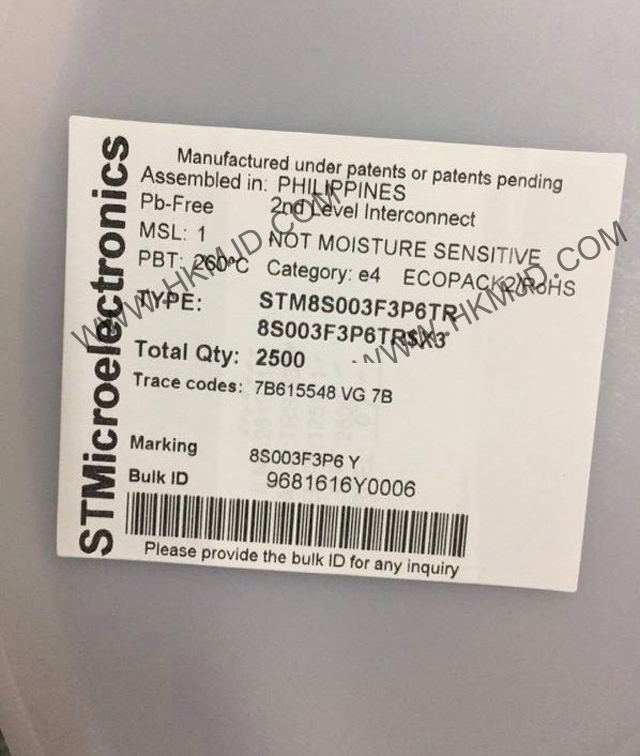 STMicroelectronics
Manufactured under patents or patents pending
Assembled in: PHILIPPINES
Pb-Free 2nd Level Interconnect
MSL: 1 NOT MOISTURE SENSITIVE
PBT: 260°C Category: e4 ECOPACK2/RoHS
TYPE: STM8S003F3P6TR
8S003F3P6TR$X3
Total Qty: 2500
Trace codes: 7B615548 VG 7B
Marking 8S003F3P6 Y
Bulk ID 9681616Y0006
Please provide the bulk ID for any inquiry
WWW.HKMJD.COM
WWW.HKMJD.COM